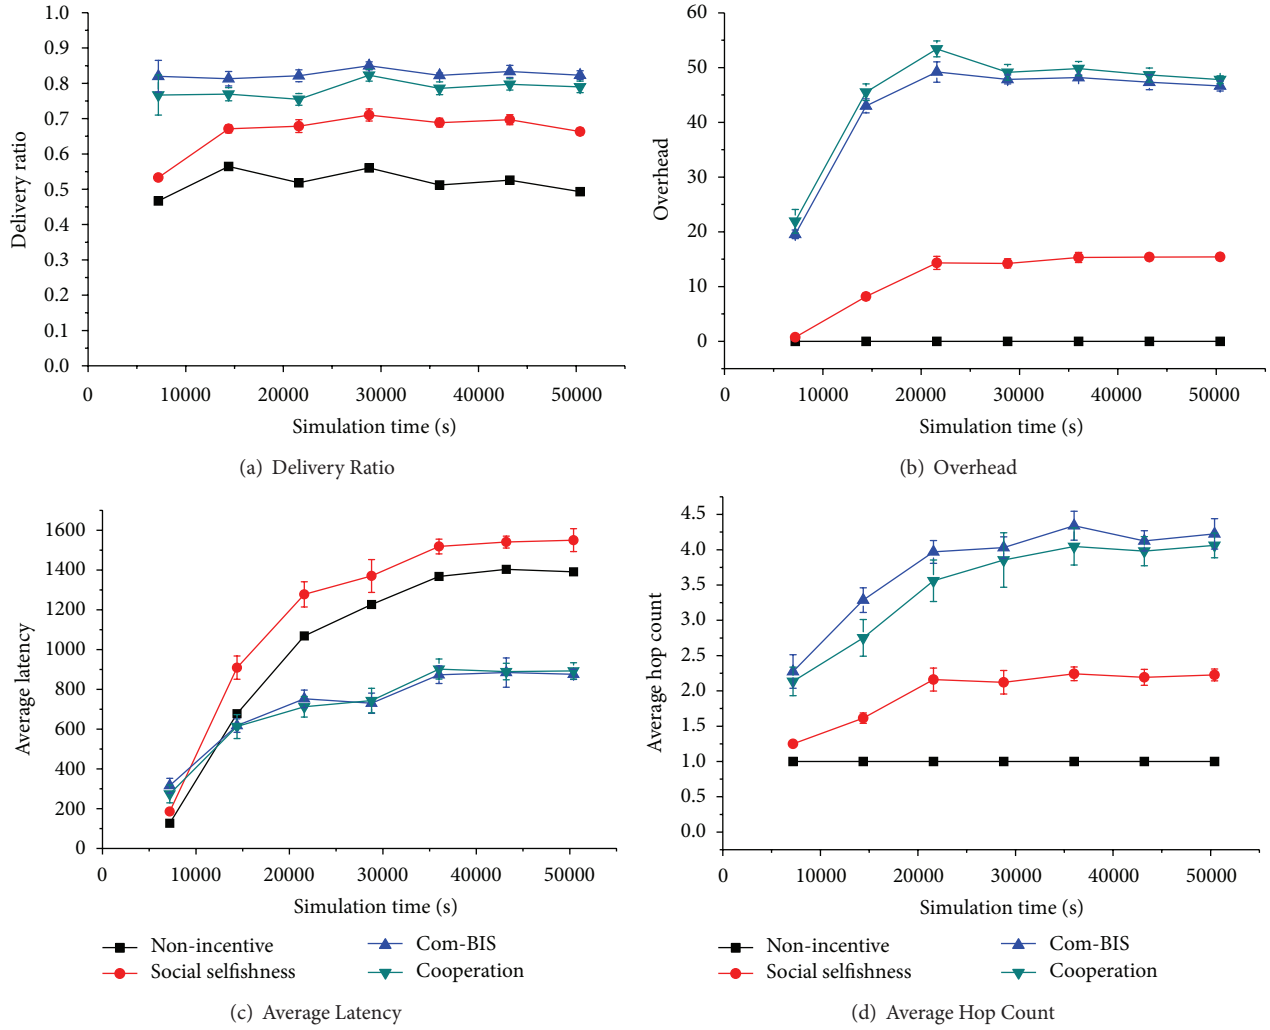 1.0
0.9
0.8
0.7
0.6
0.5
0.4
0.3
0.2
0.1
0.0
Delivery ratio
0 10000 20000 30000 40000 50000
Simulation time (s)
(a) Delivery Ratio
60
50
40
30
20
10
0
Overhead
0 10000 20000 30000 40000 50000
Simulation time (s)
(b) Overhead
1600
1400
1200
1000
800
600
400
200
0
Average latency
0 10000 20000 30000 40000 50000
Simulation time (s)
Non-incentive Com-BIS
Social selfishness Cooperation
(c) Average Latency
4.5
4.0
3.5
3.0
2.5
2.0
1.5
1.0
0.5
0.0
Average hop count
0 10000 20000 30000 40000 50000
Simulation time (s)
Non-incentive Com-BIS
Social selfishness Cooperation
(d) Average Hop Count